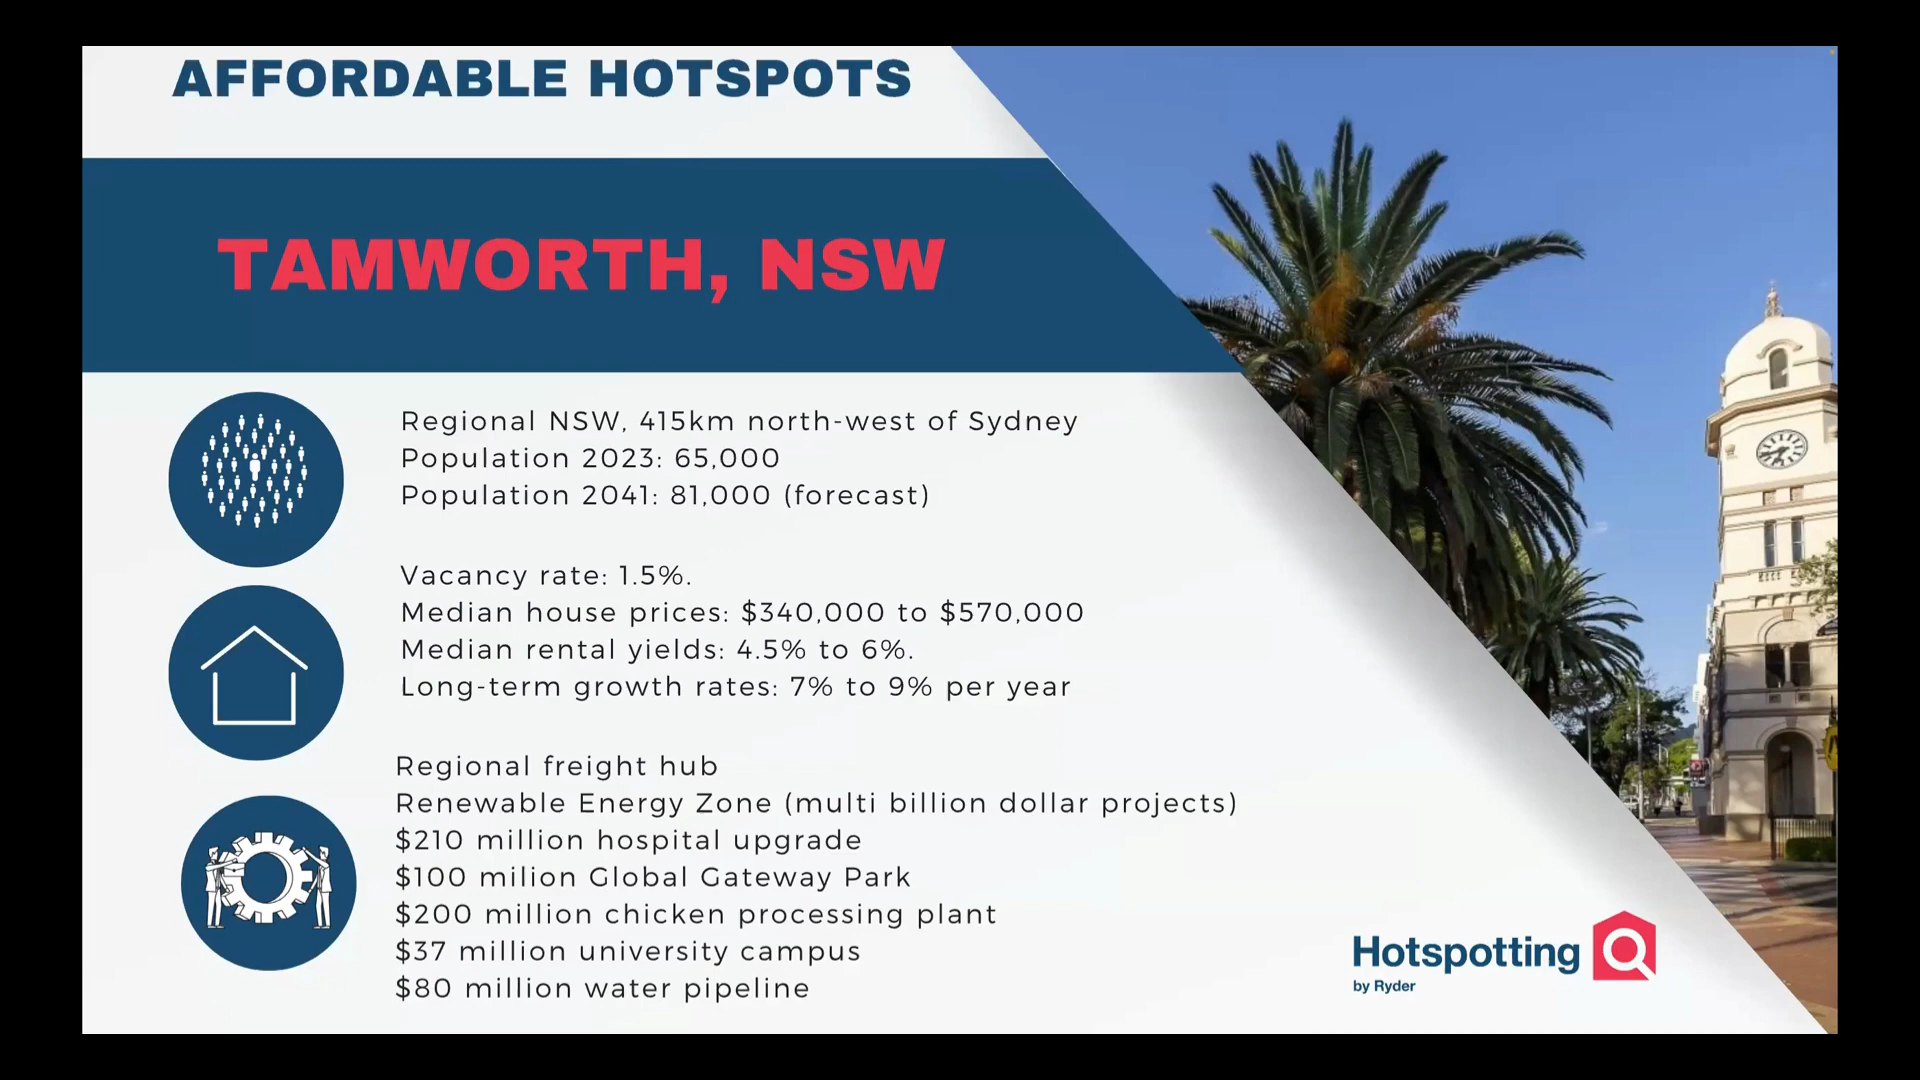 AFFORDABLE HOTSPOTS
TAMWORTH, NSW
Regional NSW, 415km north-west of Sydney
Population 2023: 65,000
Population 2041: 81,000 (forecast)
Vacancy rate: 1.5%.
Median house prices: $340,000 to $570,000
Median rental yields: 4.5% to 6%.
Long-term growth rates: 7% to 9% per year
Regional freight hub
Renewable Energy Zone (multi billion dollar projects)
$210 million hospital upgrade
$100 milion Global Gateway Park
$200 million chicken processing plant
$37 million university campus
$80 million water pipeline
Hotspotting
by Ryder